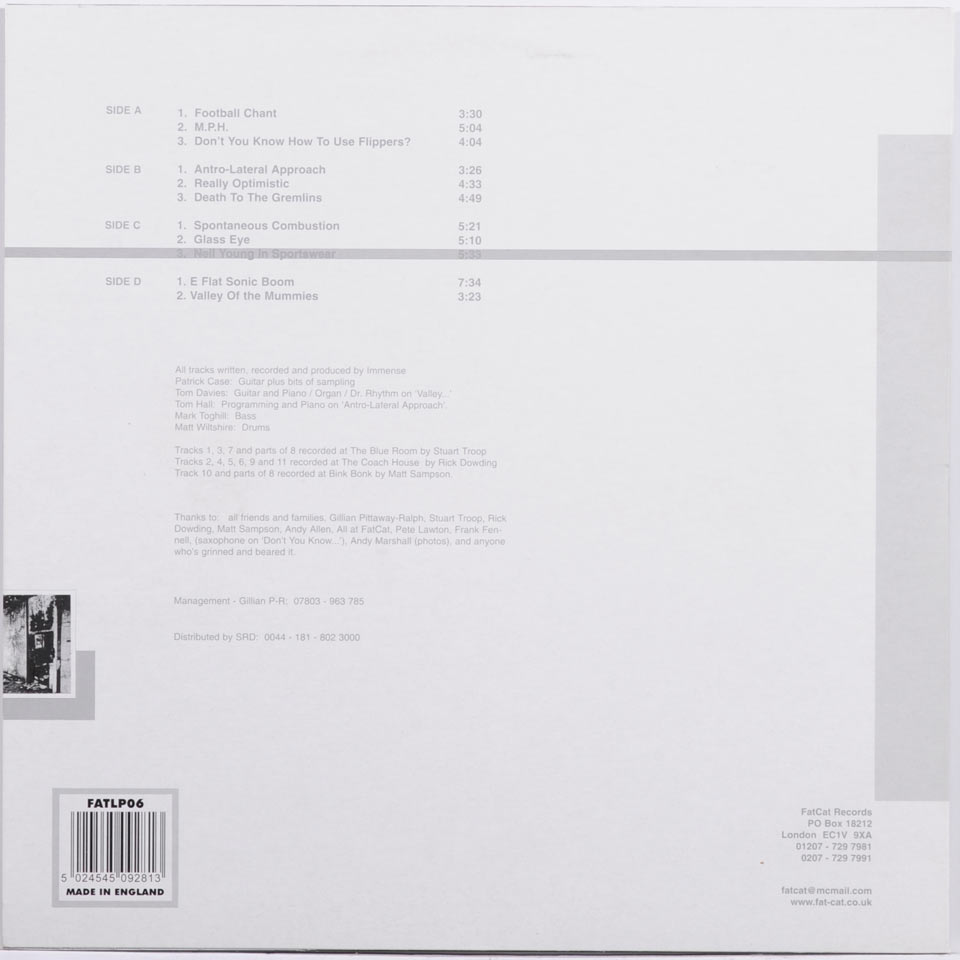 SIDE A 1. Football Chant 3:30
2. M.P.H. 5:04
3. Don't You Know How To Use Flippers? 4:04
SIDE B 1. Antro-Lateral Approach 3:26
2. Really Optimistic 4:33
3. Death To The Gremlins 4:49
SIDE C 1. Spontaneous Combustion 5:21
2. Glass Eye 5:10
3. Neil Young In Sportswear 5:33
SIDE D 1. E Flat Sonic Boom 7:34
2. Valley Of the Mummies 3:23
All tracks written, recorded and produced by Immense
Patrick Case: Guitar plus bits of sampling
Tom Davies: Guitar and Piano / Organ / Dr. Rhythm on 'Valley...'
Tom Hall: Programming and Piano on 'Antro-Lateral Approach'.
Mark Toghill: Bass
Matt Wiltshire: Drums
Tracks 1, 3, 7 and parts of 8 recorded at The Blue Room by Stuart Troop
Tracks 2, 4, 5, 6, 9 and 11 recorded at The Coach House by Rick Dowding
Track 10 and parts of 8 recorded at Bink Bonk by Matt Sampson.
Thanks to: all friends and families, Gillian Pittaway-Ralph, Stuart Troop, Rick
Dowding, Matt Sampson, Andy Allen, All at FatCat, Pete Lawton, Frank Fen-
nell, (saxophone on 'Don't You Know...'), Andy Marshall (photos), and anyone
who's grinned and beared it.
Management - Gillian P-R: 07803 - 963 785
Distributed by SRD: 0044 - 181 - 802 3000
FATLP06
5 024545 092813
MADE IN ENGLAND
FatCat Records
PO Box 18212
London EC1V 9XA
01207 - 729 7981
0207 - 729 7991
fatcat@mcmail.com
www.fat-cat.co.uk